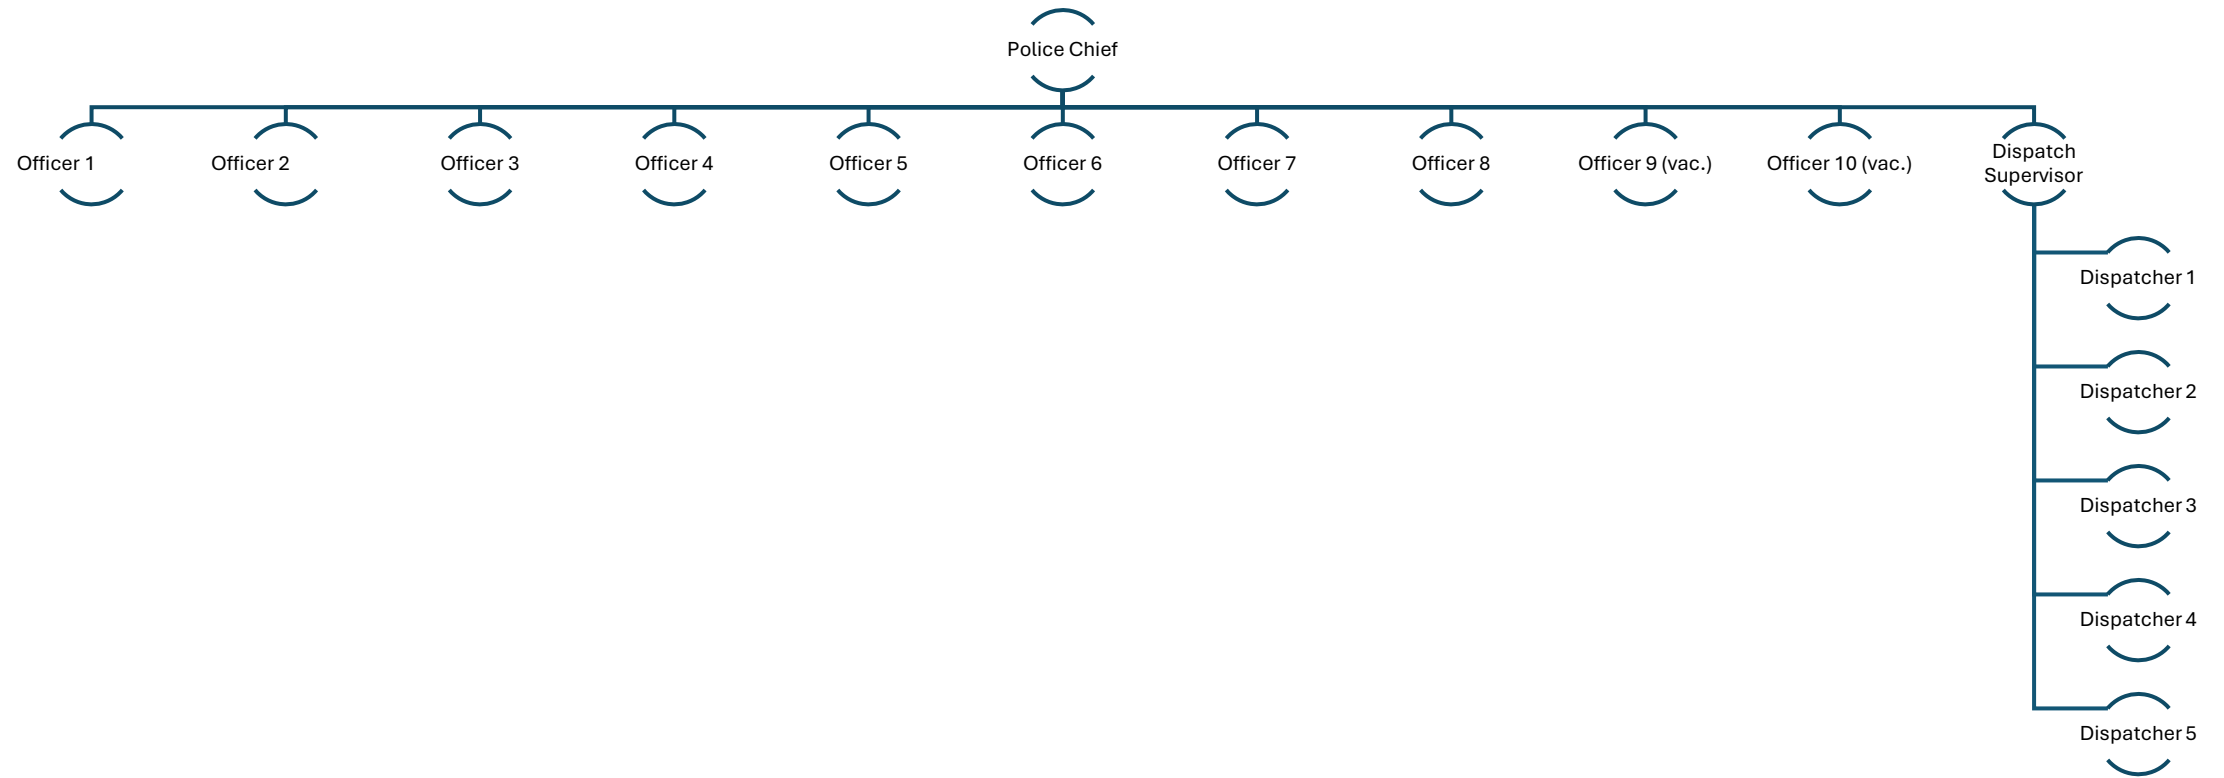 Police Chief
Officer 1
Officer 2
Officer 3
Officer 4
Officer 5
Officer 6
Officer 7
Officer 8
Officer 9 (vac.)
Officer 10 (vac.)
Dispatch
Supervisor
Dispatcher 1
Dispatcher 2
Dispatcher 3
Dispatcher 4
Dispatcher 5